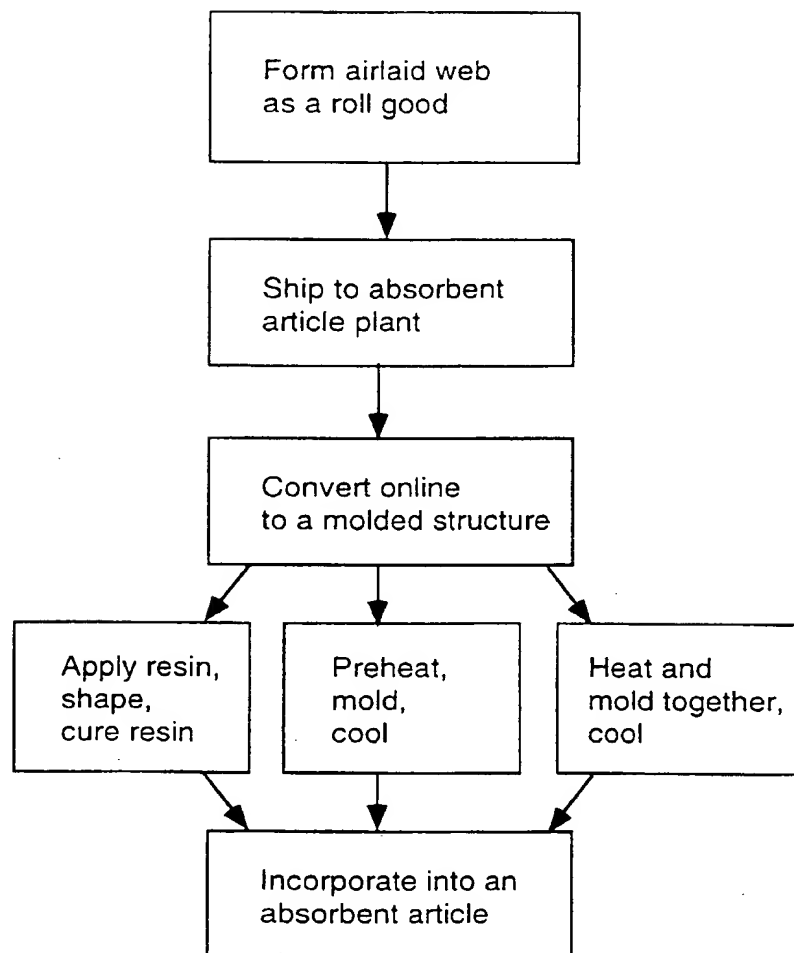 Form airlaid web
as a roll good
Ship to absorbent
article plant
Convert online
to a molded structure
Apply resin,
shape,
cure resin
Preheat,
mold,
cool
Heat and
mold together,
cool
Incorporate into an
absorbent article